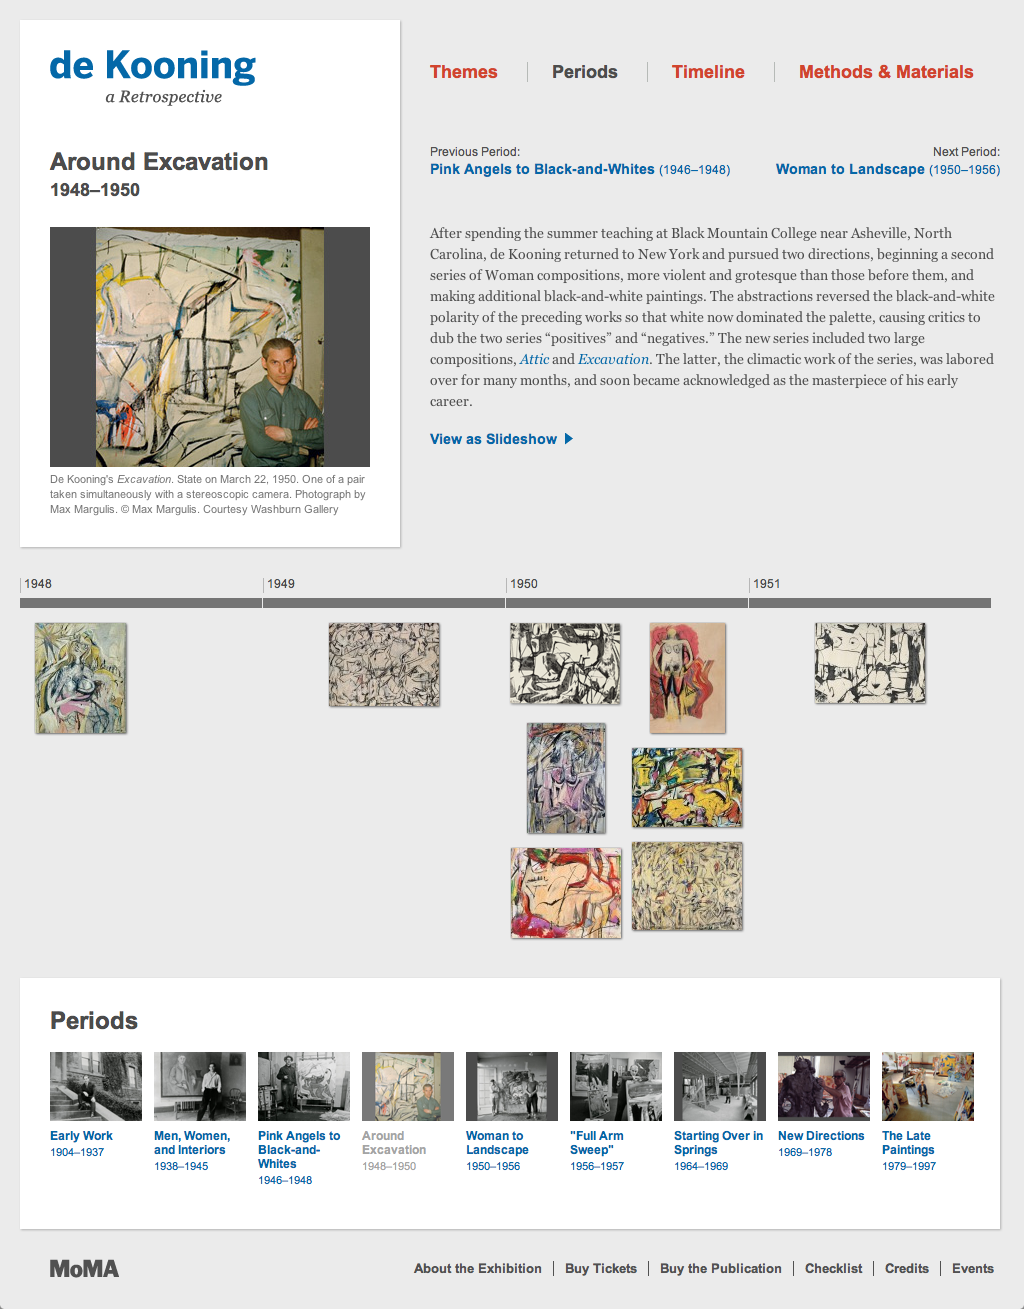 de Kooning
a Retrospective
Themes
Periods
Timeline
Methods & Materials
Around Excavation
1948–1950
Previous Period:
Pink Angels to Black-and-Whites (1946–1948)
Next Period:
Woman to Landscape (1950–1956)
De Kooning's Excavation. State on March 22, 1950. One of a pair
taken simultaneously with a stereoscopic camera. Photograph by
Max Margulis. © Max Margulis. Courtesy Washburn Gallery
After spending the summer teaching at Black Mountain College near Asheville, North
Carolina, de Kooning returned to New York and pursued two directions, beginning a second
series of Woman compositions, more violent and grotesque than those before them, and
making additional black-and-white paintings. The abstractions reversed the black-and-white
polarity of the preceding works so that white now dominated the palette, causing critics to
dub the two series “positives” and “negatives.” The new series included two large
compositions, Attic and Excavation. The latter, the climactic work of the series, was labored
over for many months, and soon became acknowledged as the masterpiece of his early
career.
View as Slideshow
1948
1949
1950
1951
Periods
Early Work
1904–1937
Men, Women,
and Interiors
1938–1945
Pink Angels to
Black-and-
Whites
1946–1948
Around
Excavation
1948–1950
Woman to
Landscape
1950–1956
"Full Arm
Sweep"
1956–1957
Starting Over in
Springs
1964–1969
New Directions
1969–1978
The Late
Paintings
1979–1997
MoMA
About the Exhibition
Buy Tickets
Buy the Publication
Checklist
Credits
Events